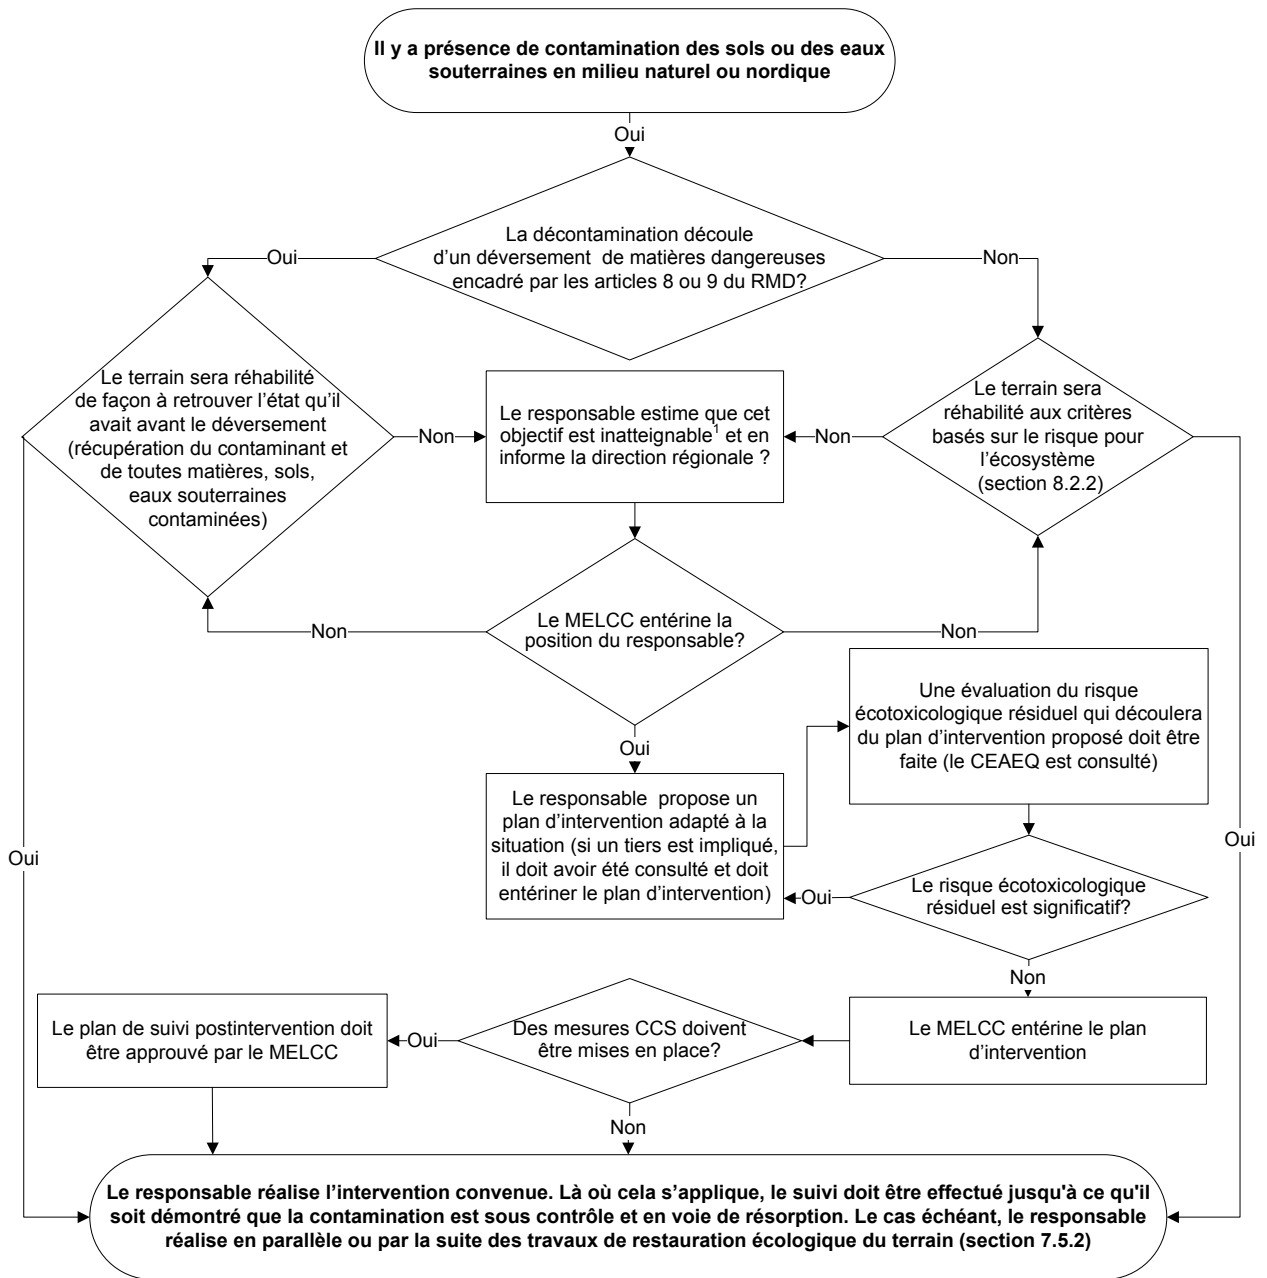 Il y a présence de contamination des sols ou des eaux
souterraines en milieu naturel ou nordique
Oui
La décontamination découle
d'un déversement de matières dangereuses
encadré par les articles 8 ou 9 du RMD?
Oui
Non
Le terrain sera réhabilité
de façon à retrouver l'état qu'il
avait avant le déversement
(récupération du contaminant et
de toutes matières, sols,
eaux souterraines
contaminées)
Non
Le responsable estime que cet
objectif est inatteignable¹ et en
informe la direction régionale ?
Non
Le terrain sera
réhabilité aux critères
basés sur le risque pour
l'écosystème
(section 8.2.2)
Non
Le MELCC entérine la
position du responsable?
Non
Oui
Une évaluation du risque
écotoxicologique résiduel qui découlera
du plan d'intervention proposé doit être
faite (le CEAEQ est consulté)
Le responsable propose un
plan d'intervention adapté à la
situation (si un tiers est impliqué,
il doit avoir été consulté et doit
entériner le plan d'intervention)
Oui
Oui
Oui
Le risque écotoxicologique
résiduel est significatif?
Non
Le plan de suivi postintervention doit
être approuvé par le MELCC
Oui
Des mesures CCS doivent
être mises en place?
Le MELCC entérine le plan
d'intervention
Non
Le responsable réalise l'intervention convenue. Là où cela s'applique, le suivi doit être effectué jusqu'à ce qu'il
soit démontré que la contamination est sous contrôle et en voie de résorption. Le cas échéant, le responsable
réalise en parallèle ou par la suite des travaux de restauration écologique du terrain (section 7.5.2)